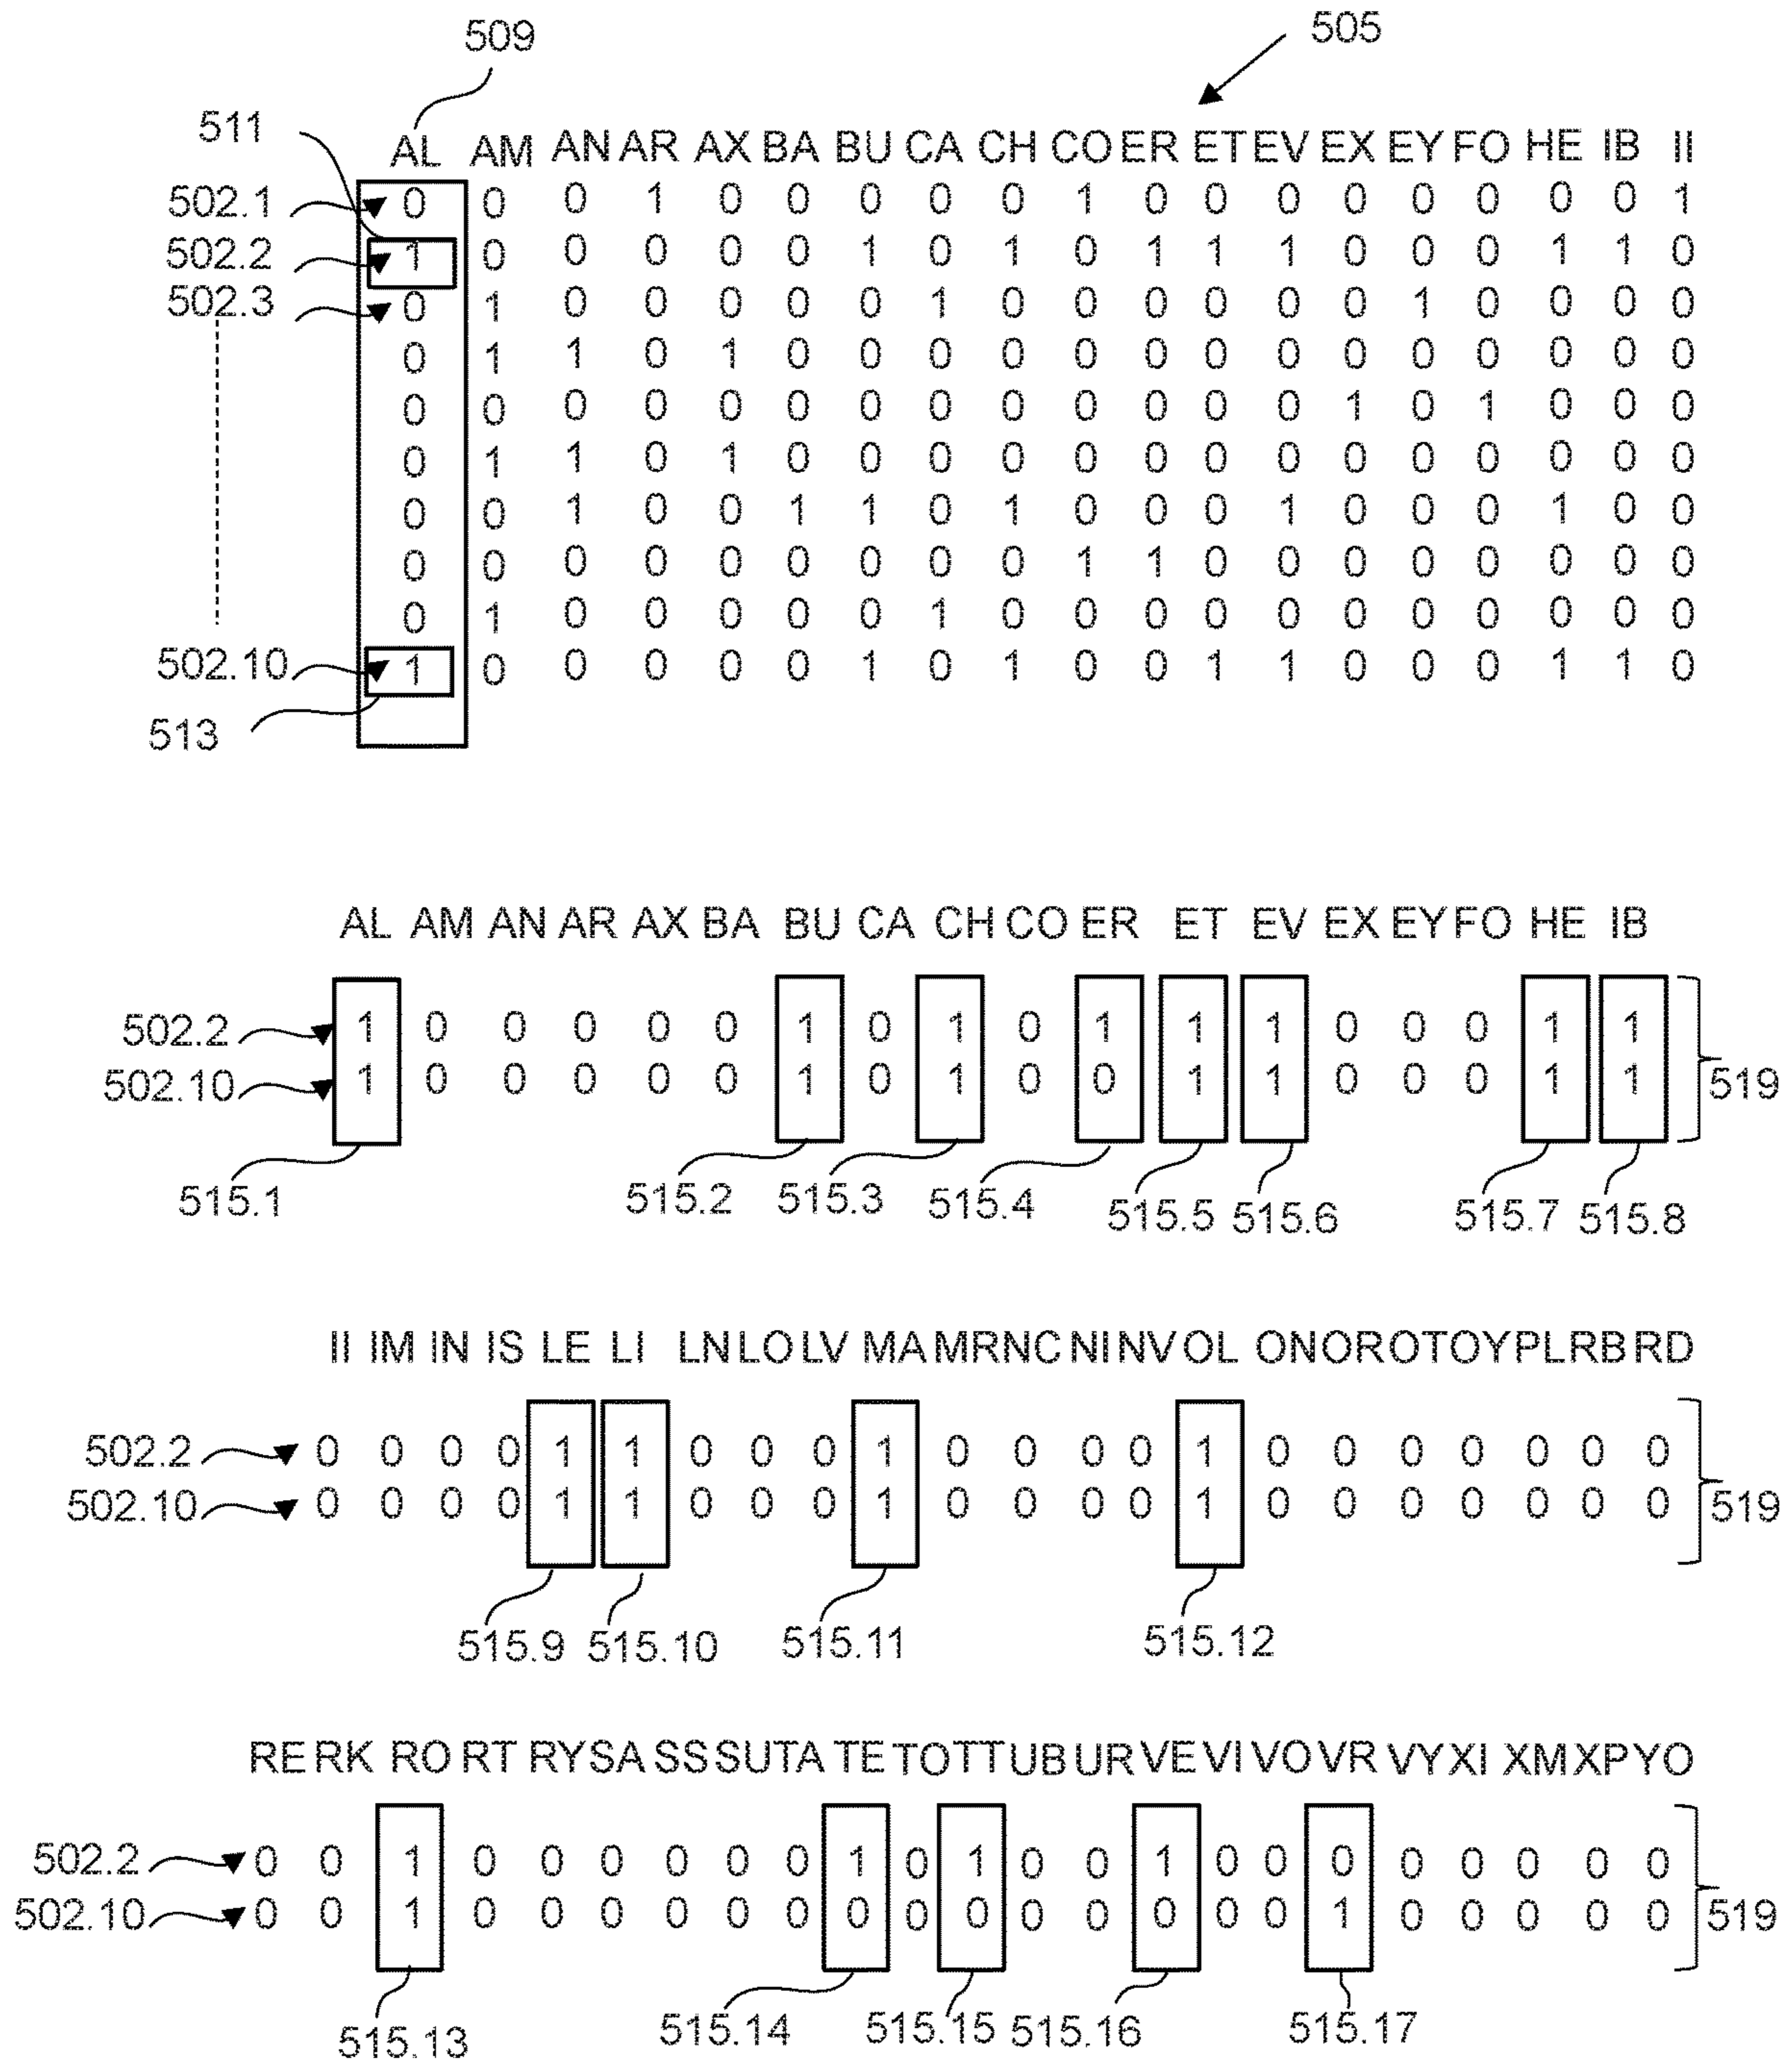 509 505
511
AL AM AN AR AX BA BU CA CH CO ER ET EV EX EY FO HE IB II
502.1 0 0 0 1 0 0 0 0 0 1 0 0 0 0 0 0 0 0 1
502.2 1 0 0 0 0 0 1 0 1 0 1 1 1 0 0 0 1 1 0
502.3 0 1 0 0 0 0 0 1 0 0 0 0 0 0 1 0 0 0 0
0 1 1 0 1 0 0 0 0 0 0 0 0 0 0 0 0 0 0
0 0 0 0 0 0 0 0 0 0 0 0 0 1 0 1 0 0 0
0 1 1 0 1 0 0 0 0 0 0 0 0 0 0 0 0 0 0
0 0 1 0 0 1 1 0 1 0 0 0 1 0 0 0 1 0 0
0 0 0 0 0 0 0 0 0 1 1 0 0 0 0 0 0 0 0
0 1 0 0 0 0 0 1 0 0 0 0 0 0 0 0 0 0 0
502.10 1 0 0 0 0 0 1 0 1 0 0 1 1 0 0 0 1 1 0
513
AL AM AN AR AX BA BU CA CH CO ER ET EV EX EY FO HE IB
502.2 1 0 0 0 0 0 1 0 1 0 1 1 1 0 0 0 1 1
502.10 1 0 0 0 0 0 1 0 1 0 0 1 1 0 0 0 1 1 519
515.1 515.2 515.3 515.4 515.5 515.6 515.7 515.8
II IM IN IS LE LI LN LO LV MA MR NC NI NV OL ON OR OT OY PL RB RD
502.2 0 0 0 0 1 1 0 0 0 1 0 0 0 0 1 0 0 0 0 0 0 0
502.10 0 0 0 0 1 1 0 0 0 1 0 0 0 0 1 0 0 0 0 0 0 0 519
515.9 515.10 515.11 515.12
RE RK RO RT RY SA SS SU TA TE TO TT UB UR VE VI VO VR VY XI XM XP YO
502.2 0 0 1 0 0 0 0 0 0 1 0 1 0 0 1 0 0 0 0 0 0 0 0
502.10 0 0 1 0 0 0 0 0 0 0 0 0 0 0 0 0 0 1 0 0 0 0 0 519
515.13 515.14 515.15 515.16 515.17